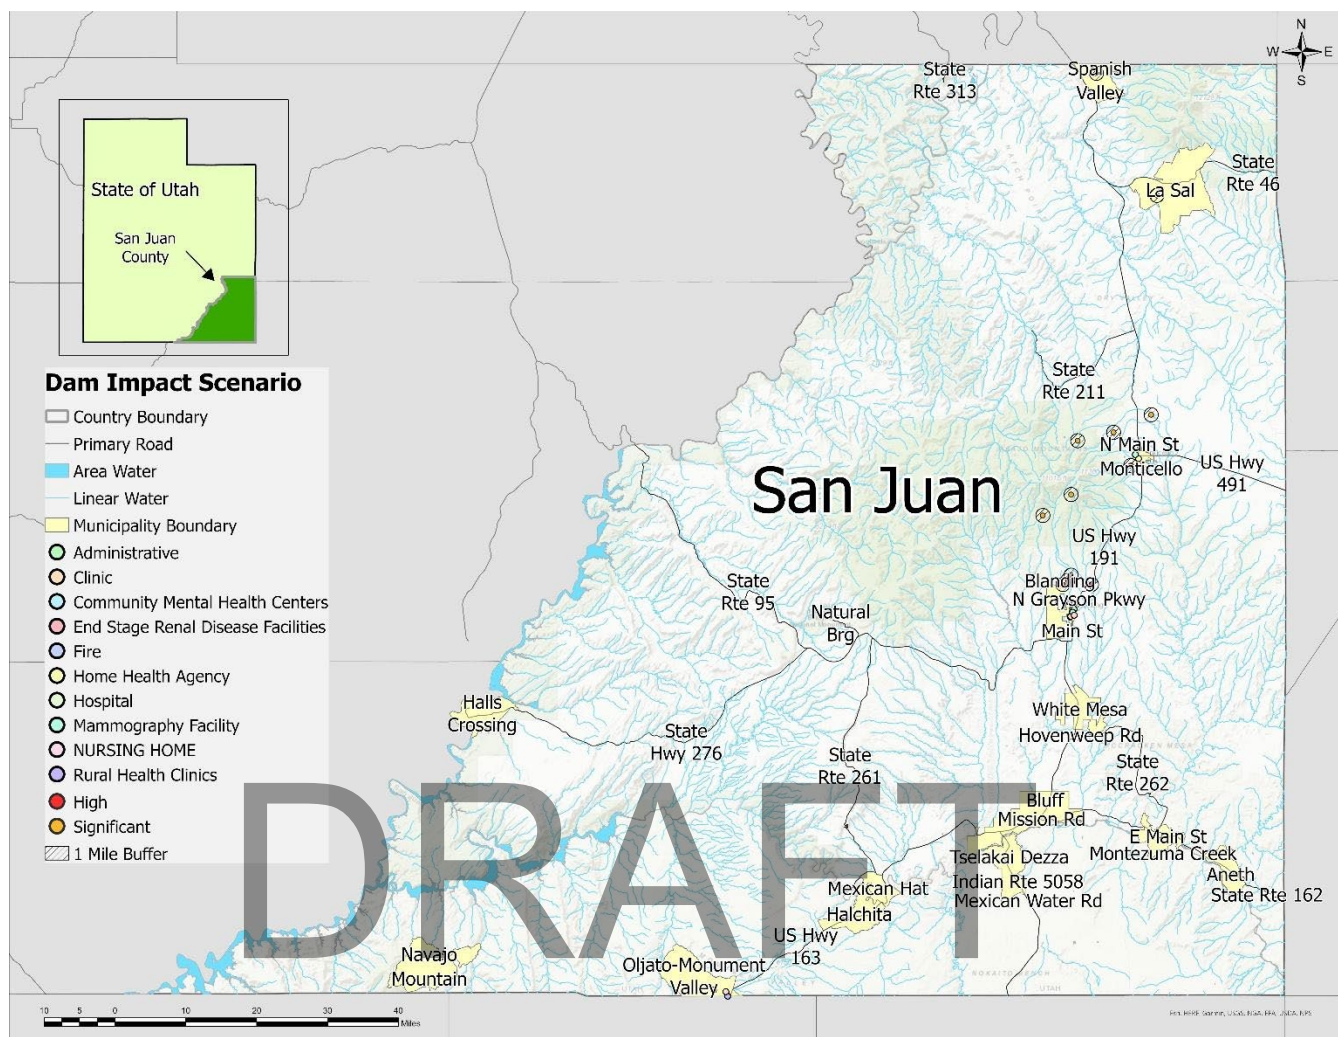 N
W E
S
State of Utah
San Juan
County
Dam Impact Scenario
Country Boundary
Primary Road
Area Water
Linear Water
Municipality Boundary
Administrative
Clinic
Community Mental Health Centers
End Stage Renal Disease Facilities
Fire
Home Health Agency
Hospital
Mammography Facility
NURSING HOME
Rural Health Clinics
High
Significant
1 Mile Buffer
State
Rte 313
Spanish
Valley
La Sal
State
Rte 46
State
Rte 211
N Main St
Monticello
US Hwy
491
San Juan
US Hwy
191
Blanding
N Grayson Pkwy
Main St
State
Rte 95
Natural
Brg
Halls
Crossing
State
Hwy 276
White Mesa
Hovenweep Rd
State
Rte 261
State
Rte 262
Bluff
Mission Rd
E Main St
Montezuma Creek
Tselakai Dezza
Aneth
Indian Rte 5058
State Rte 162
Mexican Water Rd
Mexican Hat
Halchita
US Hwy
163
Navajo
Mountain
Oljato-Monument
Valley
UTAH
UTAH
DRAFT
10 5 0 10 20 30 40
Miles